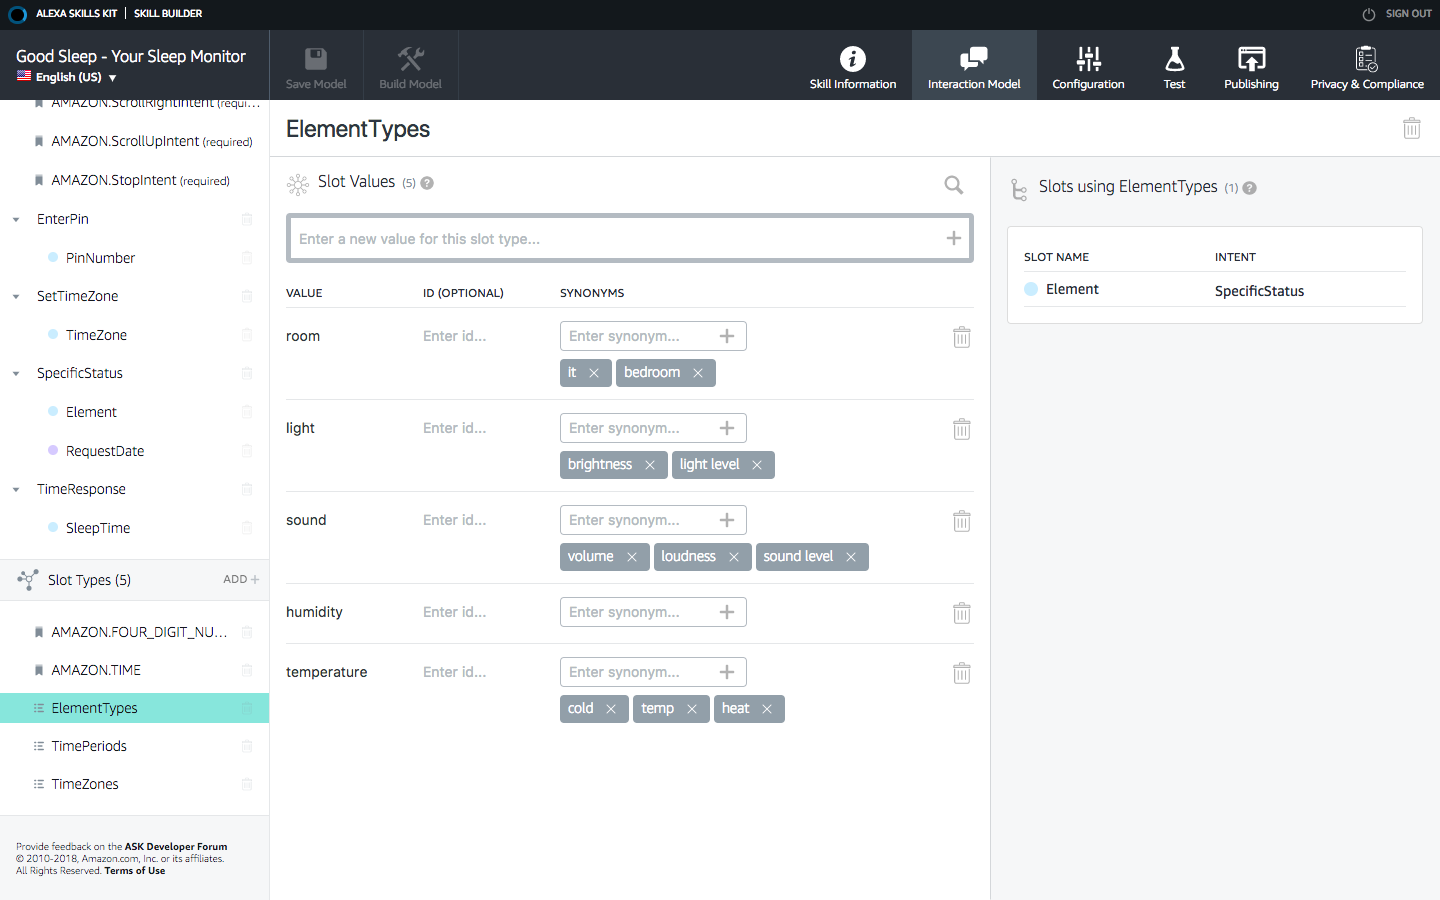 ALEXA SKILLS KIT | SKILL BUILDER
SIGN OUT
Good Sleep - Your Sleep Monitor
English (US) ▼
Save Model
Build Model
Skill Information
Interaction Model
Configuration
Test
Publishing
Privacy & Compliance
AMAZON.ScrollRightIntent (requi...
AMAZON.ScrollUpIntent (required)
AMAZON.StopIntent (required)
EnterPin
PinNumber
SetTimeZone
TimeZone
SpecificStatus
Element
RequestDate
TimeResponse
SleepTime
Slot Types (5)
ADD +
AMAZON.FOUR_DIGIT_NU...
AMAZON.TIME
ElementTypes
TimePeriods
TimeZones
Provide feedback on the ASK Developer Forum
© 2010-2018, Amazon.com, Inc. or its affiliates.
All Rights Reserved. Terms of Use
ElementTypes
Slot Values (5) ?
Enter a new value for this slot type... +
VALUE ID (OPTIONAL) SYNONYMS
room Enter id... Enter synonym... +
it × bedroom ×
light Enter id... Enter synonym... +
brightness × light level ×
sound Enter id... Enter synonym... +
volume × loudness × sound level ×
humidity Enter id... Enter synonym... +
temperature Enter id... Enter synonym... +
cold × temp × heat ×
Slots using ElementTypes (1) ?
SLOT NAME INTENT
Element SpecificStatus